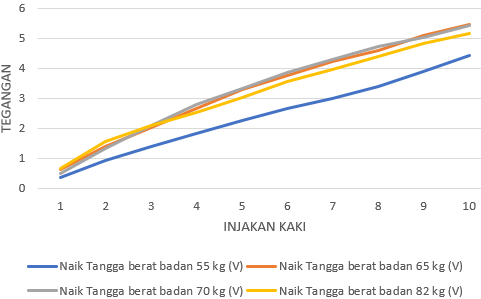 6
5
4
3
2
1
0
TEGANGAN
1 2 3 4 5 6 7 8 9 10
INJAKAN KAKI
Naik Tangga berat badan 55 kg (V) Naik Tangga berat badan 65 kg (V)
Naik Tangga berat badan 70 kg (V) Naik Tangga berat badan 82 kg (V)